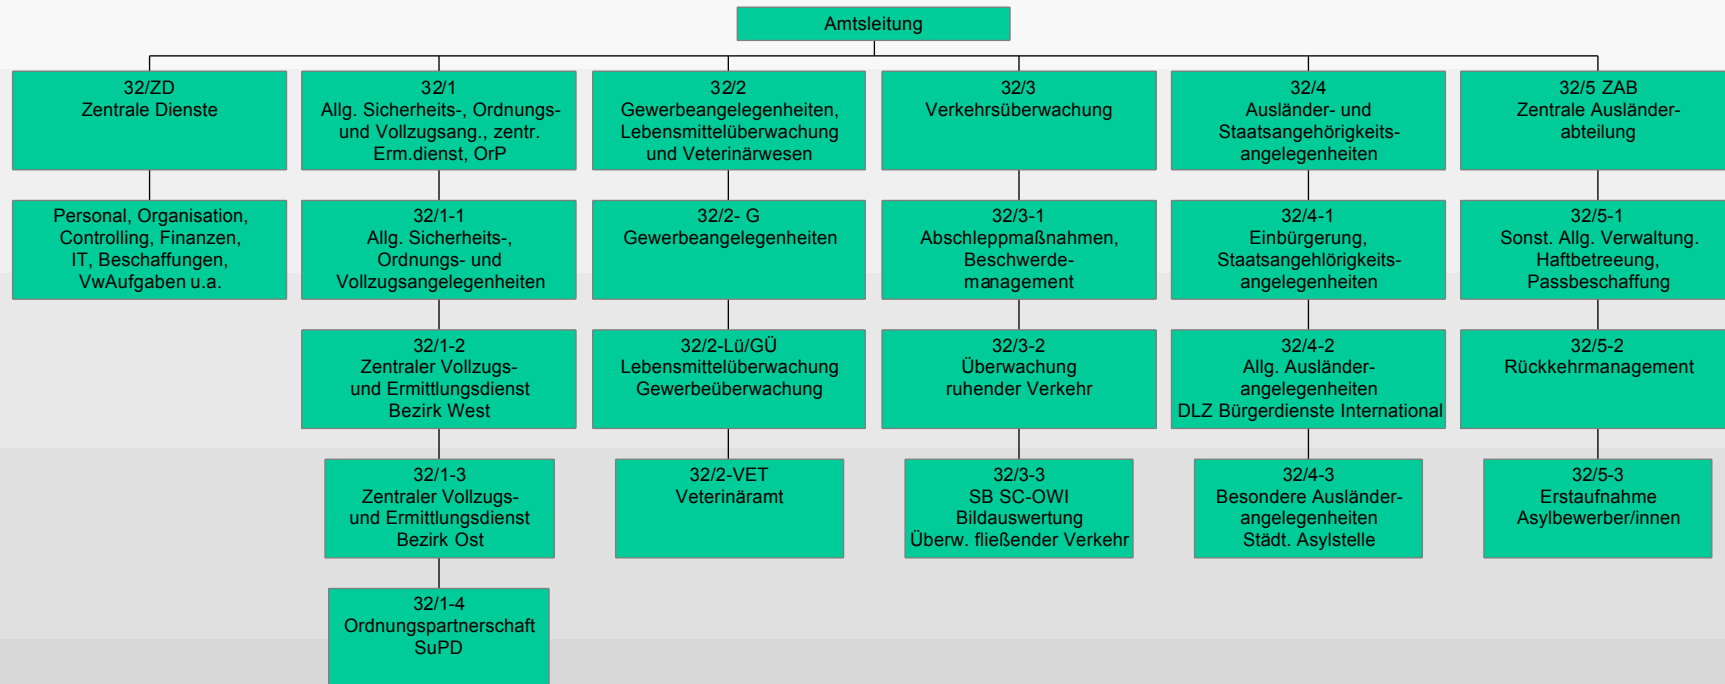 Amtsleitung
32/ZD
Zentrale Dienste
32/1
Allg. Sicherheits-, Ordnungs-
und Vollzugsang., zentr.
Erm.dienst, OrP
32/2
Gewerbeangelegenheiten,
Lebensmittelüberwachung
und Veterinärwesen
32/3
Verkehrsüberwachung
32/4
Ausländer- und
Staatsangehörigkeits-
angelegenheiten
32/5 ZAB
Zentrale Ausländer-
abteilung
Personal, Organisation,
Controlling, Finanzen,
IT, Beschaffungen,
VwAufgaben u.a.
32/1-1
Allg. Sicherheits-,
Ordnungs- und
Vollzugsangelegenheiten
32/2- G
Gewerbeangelegenheiten
32/3-1
Abschleppmaßnahmen,
Beschwerde-
management
32/4-1
Einbürgerung,
Staatsangehlörigkeits-
angelegenheiten
32/5-1
Sonst. Allg. Verwaltung.
Haftbetreeung,
Passbeschaffung
32/1-2
Zentraler Vollzugs-
und Ermittlungsdienst
Bezirk West
32/2-Lü/GÜ
Lebensmittelüberwachung
Gewerbeüberwachung
32/3-2
Überwachung
ruhender Verkehr
32/4-2
Allg. Ausländer-
angelegenheiten
DLZ Bürgerdienste International
32/5-2
Rückkehrmanagement
32/1-3
Zentraler Vollzugs-
und Ermittlungsdienst
Bezirk Ost
32/2-VET
Veterinäramt
32/3-3
SB SC-OWI
Bildauswertung
Überw. fließender Verkehr
32/4-3
Besondere Ausländer-
angelegenheiten
Städt. Asylstelle
32/5-3
Erstaufnahme
Asylbewerber/innen
32/1-4
Ordnungspartnerschaft
SuPD